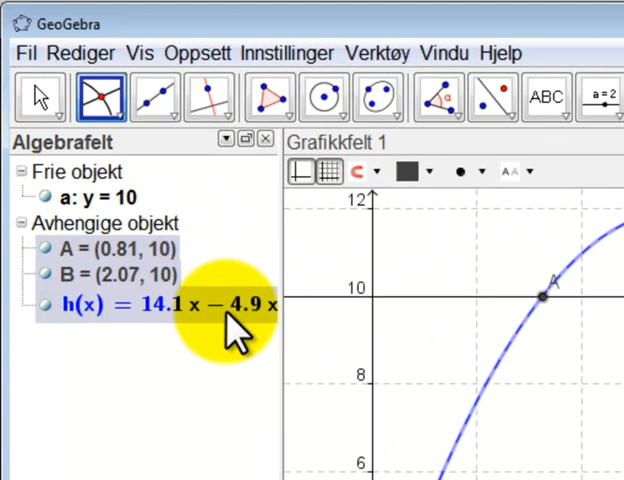 GeoGebra
Fil Rediger Vis Oppsett Innstillinger Verktøy Vindu Hjelp
ABC
a=2
Algebrafelt
Grafikkfelt 1
Frie objekt
a: y = 10
Avhengige objekt
A = (0.81, 10)
B = (2.07, 10)
h(x) = 14.1 x − 4.9 x
AA
12
10
8
6
A
α